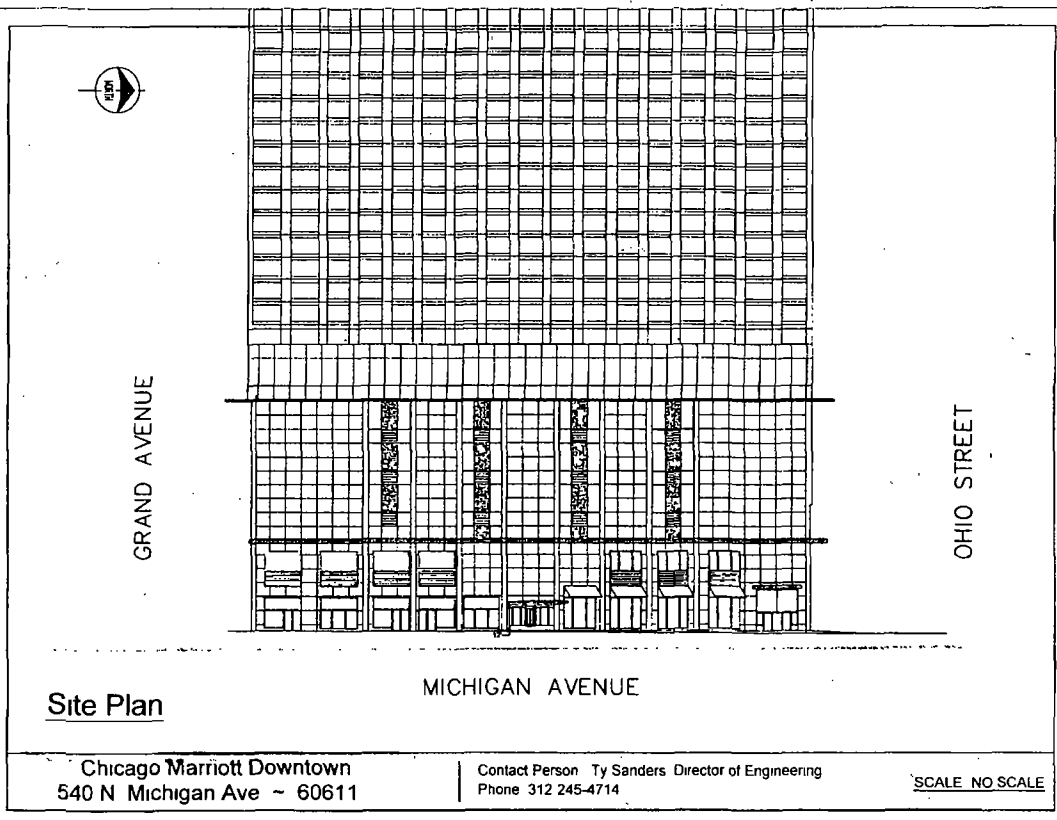 NORTH
GRAND AVENUE
OHIO STREET
MICHIGAN AVENUE
Site Plan
Chicago Marriott Downtown
540 N Michigan Ave ~ 60611
Contact Person Ty Sanders Director of Engineering
Phone 312 245-4714
SCALE NO SCALE